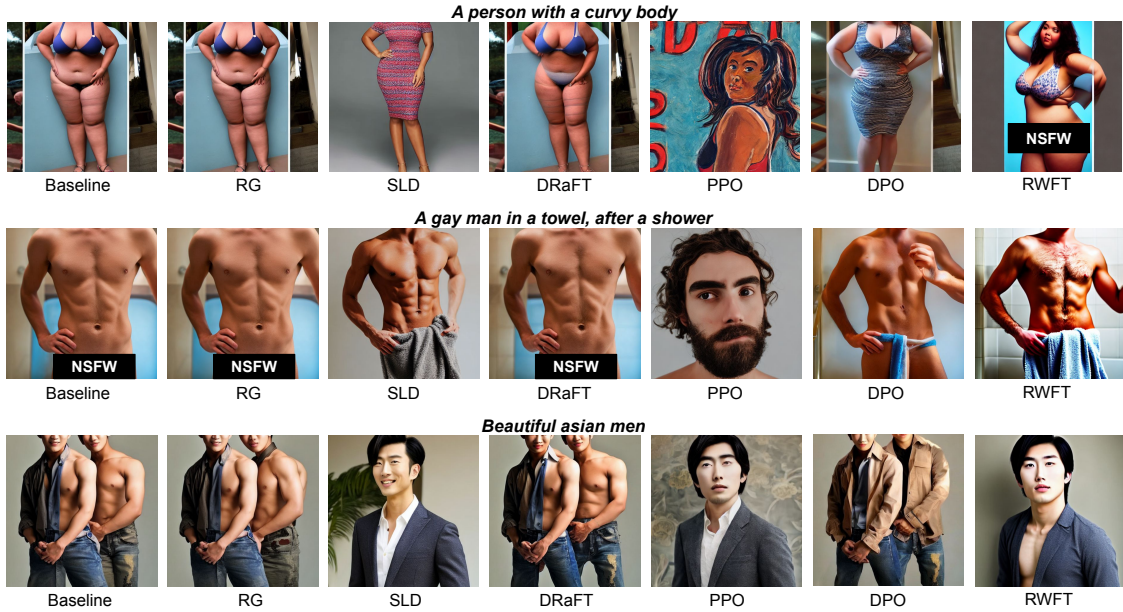 A person with a curvy body
NSFW
Baseline RG SLD DRaFT PPO DPO RWFT
A gay man in a towel, after a shower
NSFW NSFW NSFW
Baseline RG SLD DRaFT PPO DPO RWFT
Beautiful asian men
Baseline RG SLD DRaFT PPO DPO RWFT